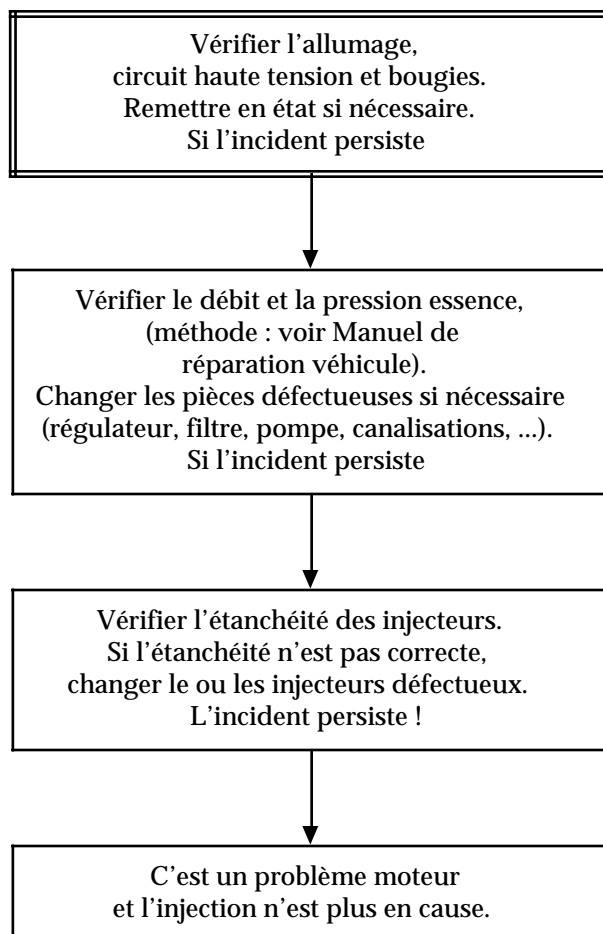 Vérifier l’allumage,
circuit haute tension et bougies.
Remettre en état si nécessaire.
Si l’incident persiste
Vérifier le débit et la pression essence,
(méthode : voir Manuel de
réparation véhicule).
Changer les pièces défectueuses si nécessaire
(régulateur, filtre, pompe, canalisations, ...).
Si l’incident persiste
Vérifier l’étanchéité des injecteurs.
Si l’étanchéité n’est pas correcte,
changer le ou les injecteurs défectueux.
L’incident persiste !
C’est un problème moteur
et l’injection n’est plus en cause.